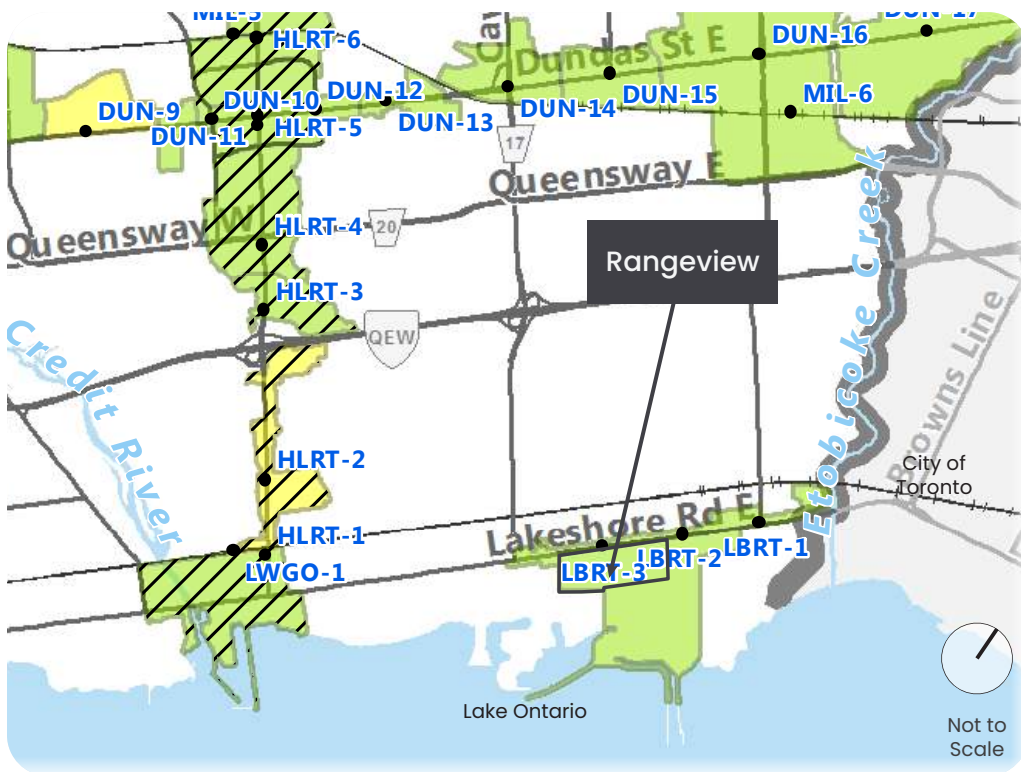 MIL-5
HLRT-6
DUN-17
DUN-16
Dundas St E
DUN-9
DUN-10
DUN-12
DUN-15
MIL-6
DUN-11
HLRT-5
DUN-13
DUN-14
17
Queensway E
Queensway W
HLRT-4
20
Rangeview
HLRT-3
QEW
Etobicoke Creek
Credit River
Browns Line
HLRT-2
City of
Toronto
HLRT-1
Lakeshore Rd E
LWGO-1
LBRT-3
LBRT-2
LBRT-1
Lake Ontario
Not to
Scale